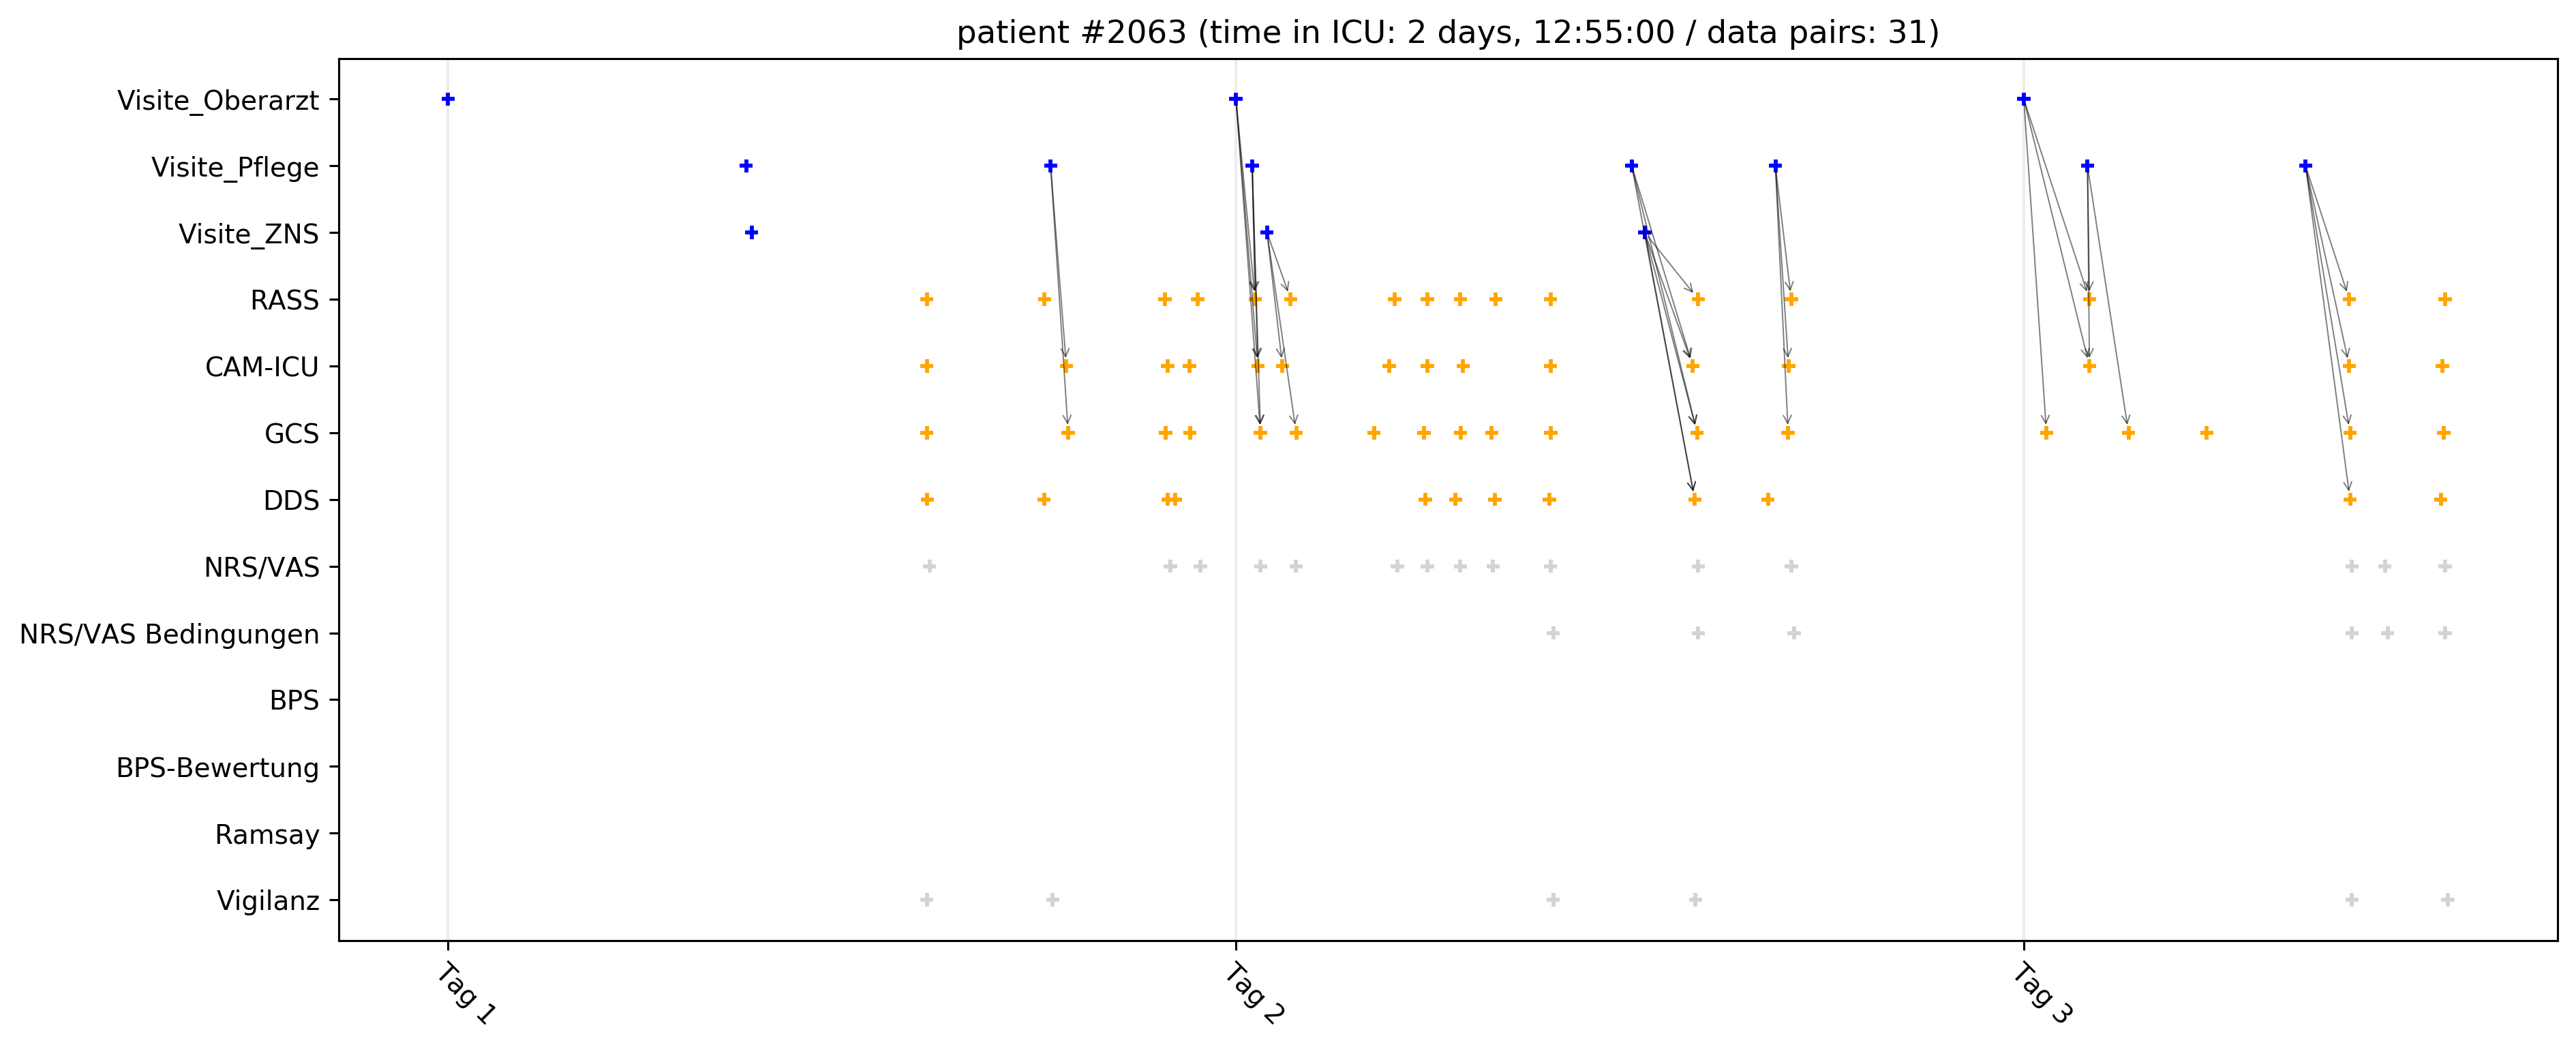 patient #2063 (time in ICU: 2 days, 12:55:00 / data pairs: 31)
Visite_Oberarzt
Visite_Pflege
Visite_ZNS
RASS
CAM-ICU
GCS
DDS
NRS/VAS
NRS/VAS Bedingungen
BPS
BPS-Bewertung
Ramsay
Vigilanz
Tag 1
Tag 2
Tag 3